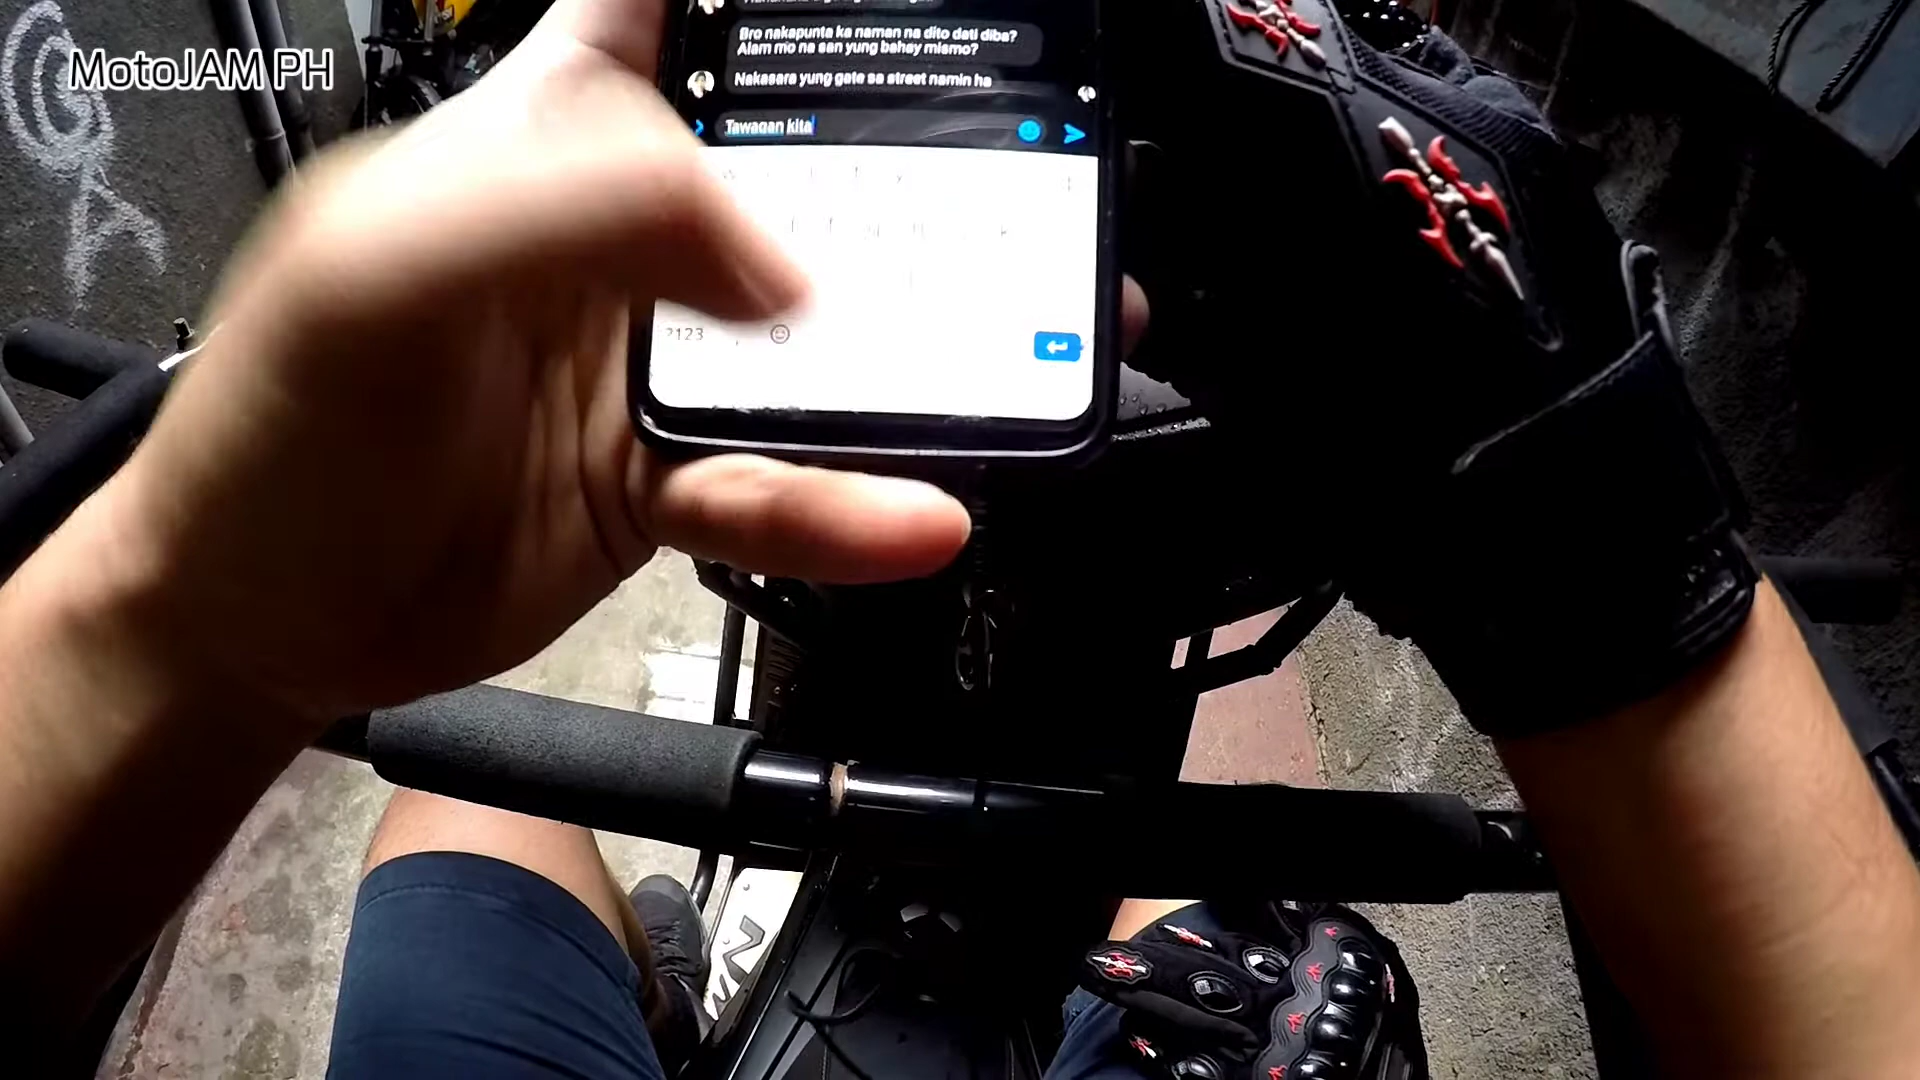 MotoJAM PH
Bro nakapunta ka naman na dito dati diba?
Alam mo na san yung bahay mismo?
Nakasara yung gate sa street namin ha
Tawagan kita
?123